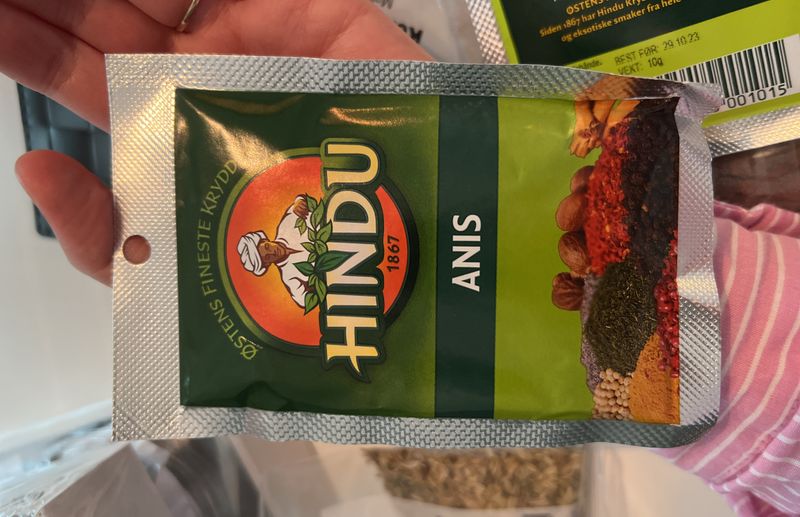 ØSTENS FINESTE KRYDD
HINDU
1867
ANIS
ØSTENS
Siden 1867 har Hindu Kry
og eksotiske smaker fra hele
BEST FØR: 29.10.23
VEKT: 10g
001015